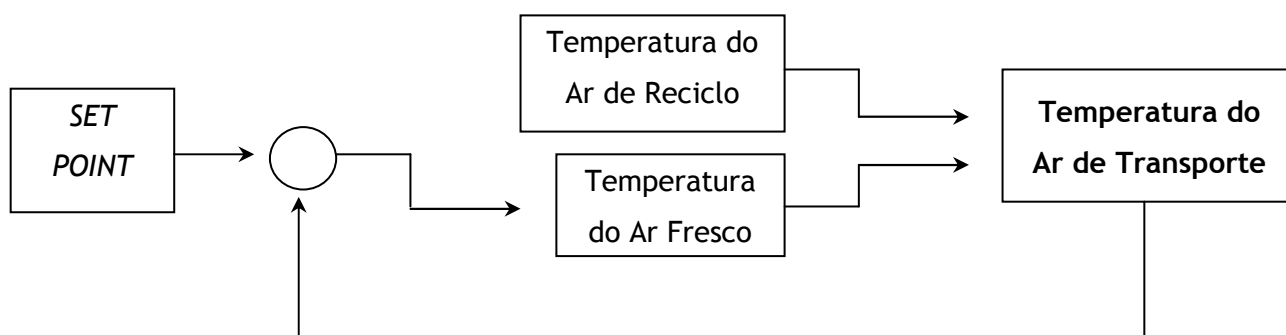 SET
POINT
Temperatura do
Ar de Reciclo
Temperatura
do Ar Fresco
Temperatura do
Ar de Transporte